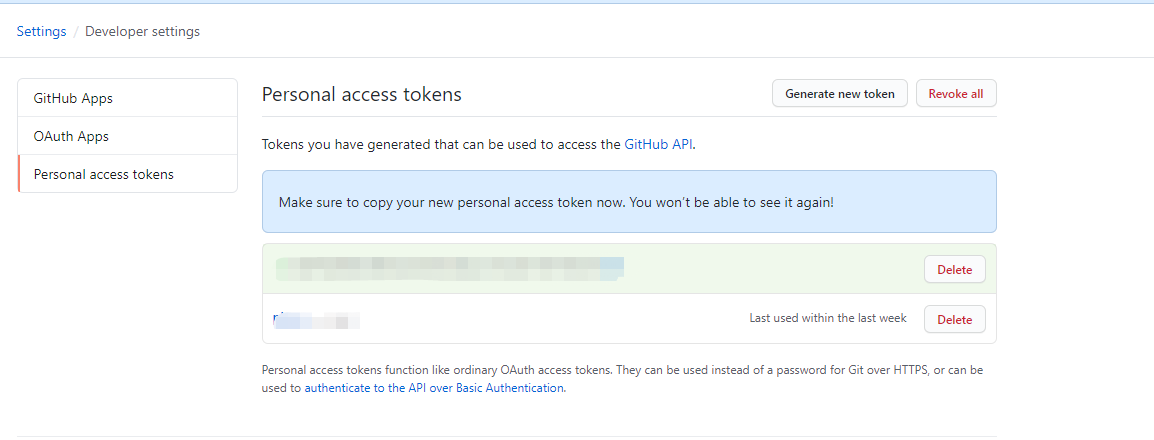 Settings / Developer settings
GitHub Apps
OAuth Apps
Personal access tokens
Personal access tokens
Generate new token
Revoke all
Tokens you have generated that can be used to access the GitHub API.
Make sure to copy your new personal access token now. You won’t be able to see it again!
Delete
Last used within the last week
Delete
Personal access tokens function like ordinary OAuth access tokens. They can be used instead of a password for Git over HTTPS, or can be
used to authenticate to the API over Basic Authentication.